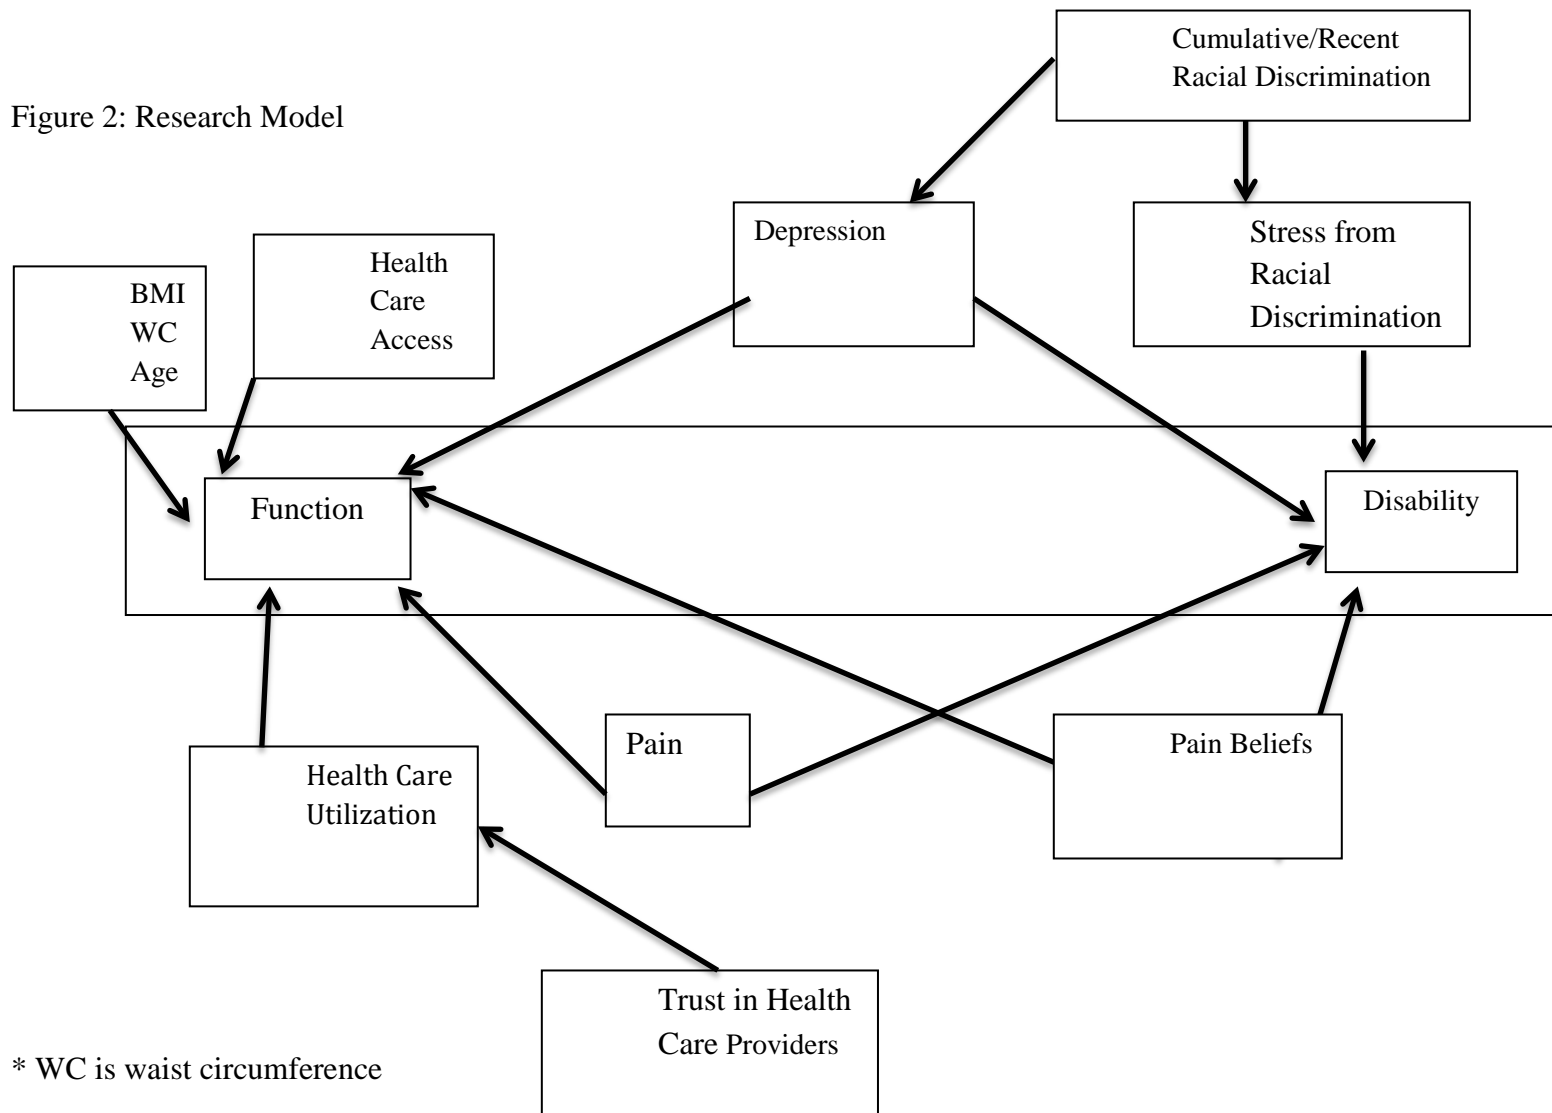 Cumulative/Recent
Racial Discrimination
Figure 2: Research Model
Depression
Stress from
Racial
Discrimination
Health
Care
Access
BMI
WC
Age
Function
Disability
Pain
Pain Beliefs
Health Care
Utilization
Trust in Health
Care Providers
* WC is waist circumference